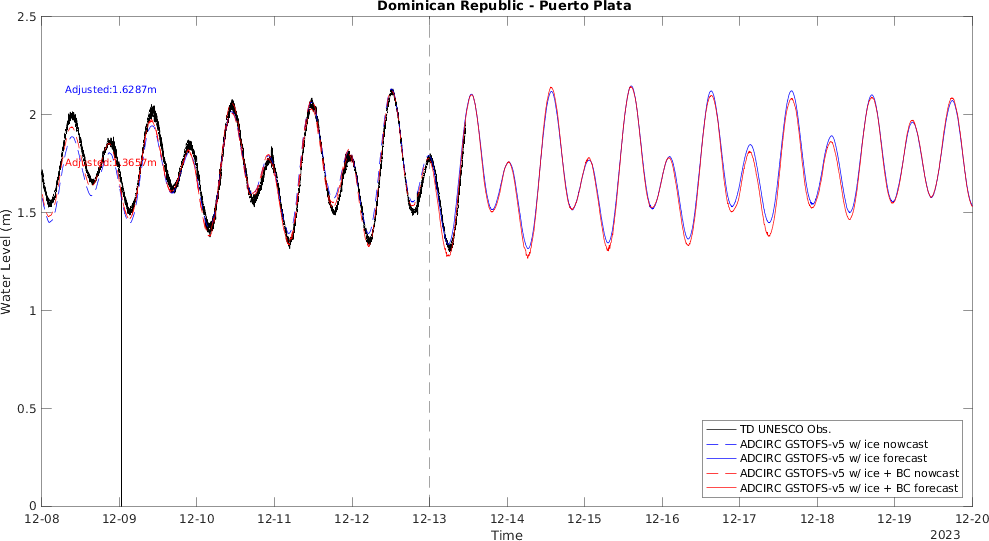 Dominican Republic - Puerto Plata
2.5
2
1.5
1
0.5
0
Water Level (m)
Adjusted:1.6287m
Adjusted:1.3657m
TD UNESCO Obs.
ADCIRC GSTOFS-v5 w/ ice nowcast
ADCIRC GSTOFS-v5 w/ ice forecast
ADCIRC GSTOFS-v5 w/ ice + BC nowcast
ADCIRC GSTOFS-v5 w/ ice + BC forecast
12-08 12-09 12-10 12-11 12-12 12-13 12-14 12-15 12-16 12-17 12-18 12-19 12-20
Time
2023